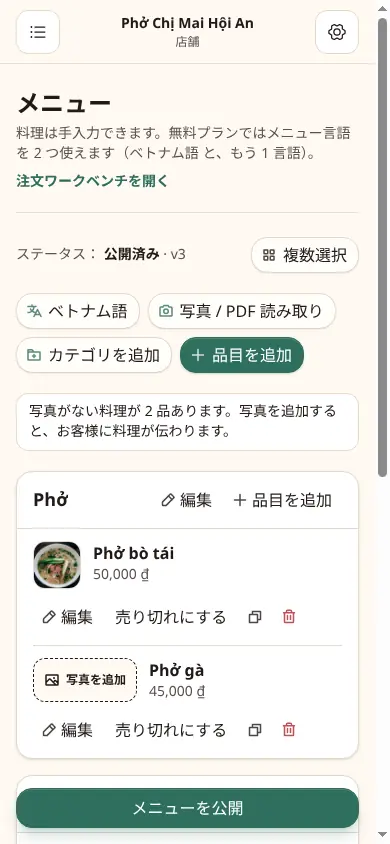 Phở Chị Mai Hội An
店舗
メニュー
料理は手入力できます。無料プランではメニュー言語
を 2 つ使えます（ベトナム語 と、もう 1 言語）。
注文ワークベンチを開く
ステータス： 公開済み · v3
複数選択
ベトナム語
写真 / PDF 読み取り
カテゴリを追加
品目を追加
写真がない料理が 2 品あります。写真を追加する
と、お客様に料理が伝わります。
Phở
編集
品目を追加
Phở bò tái
50,000 ₫
編集
売り切れにする
写真を追加
Phở gà
45,000 ₫
編集
売り切れにする
メニューを公開